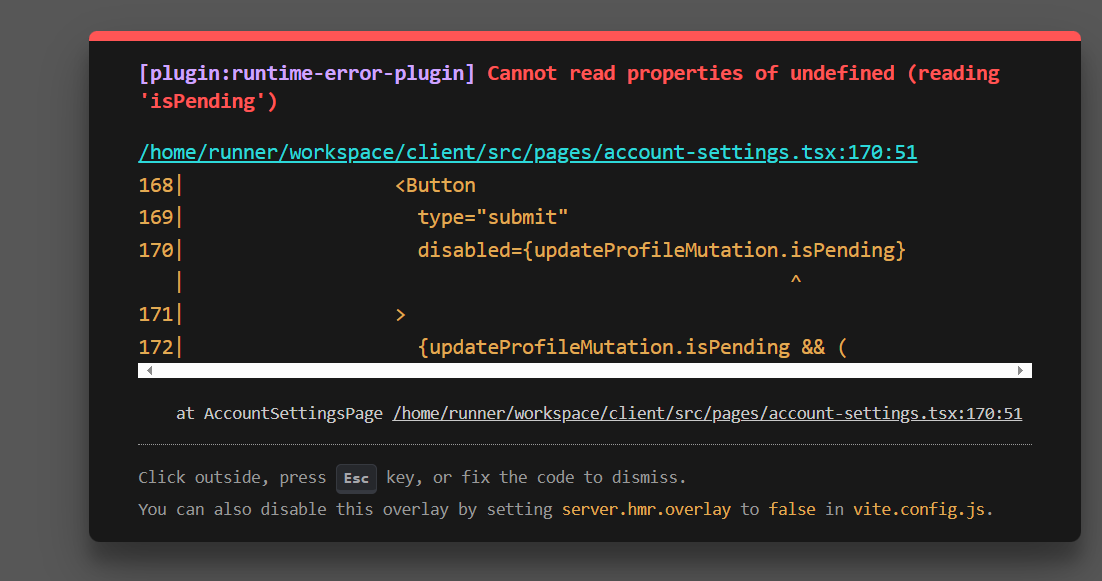 [plugin:runtime-error-plugin] Cannot read properties of undefined (reading
'isPending')
/home/runner/workspace/client/src/pages/account-settings.tsx:170:51
168|                   <Button
169|                     type="submit"
170|                     disabled={updateProfileMutation.isPending}
   |                                                      ^
171|                   >
172|                     {updateProfileMutation.isPending && (
at AccountSettingsPage /home/runner/workspace/client/src/pages/account-settings.tsx:170:51
Click outside, press Esc key, or fix the code to dismiss.
You can also disable this overlay by setting server.hmr.overlay to false in vite.config.js.